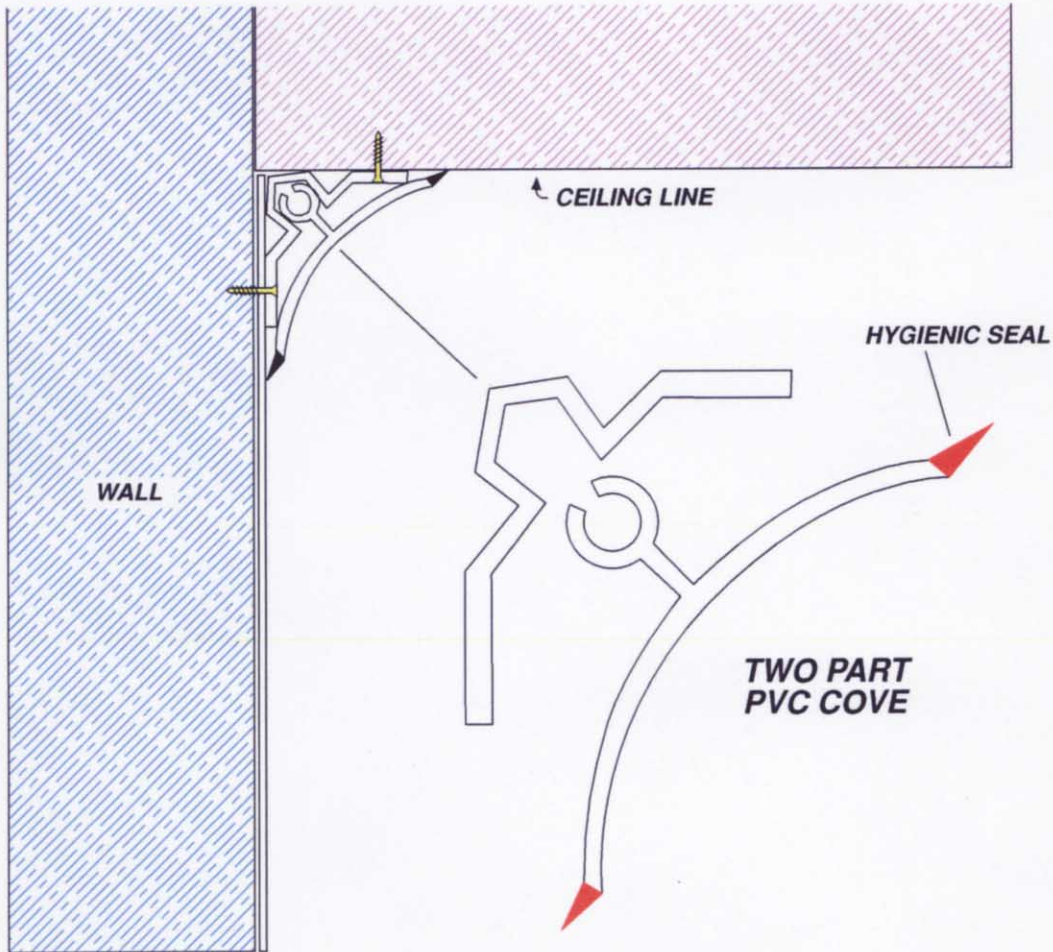 CEILING LINE
HYGIENIC SEAL
WALL
TWO PART
PVC COVE